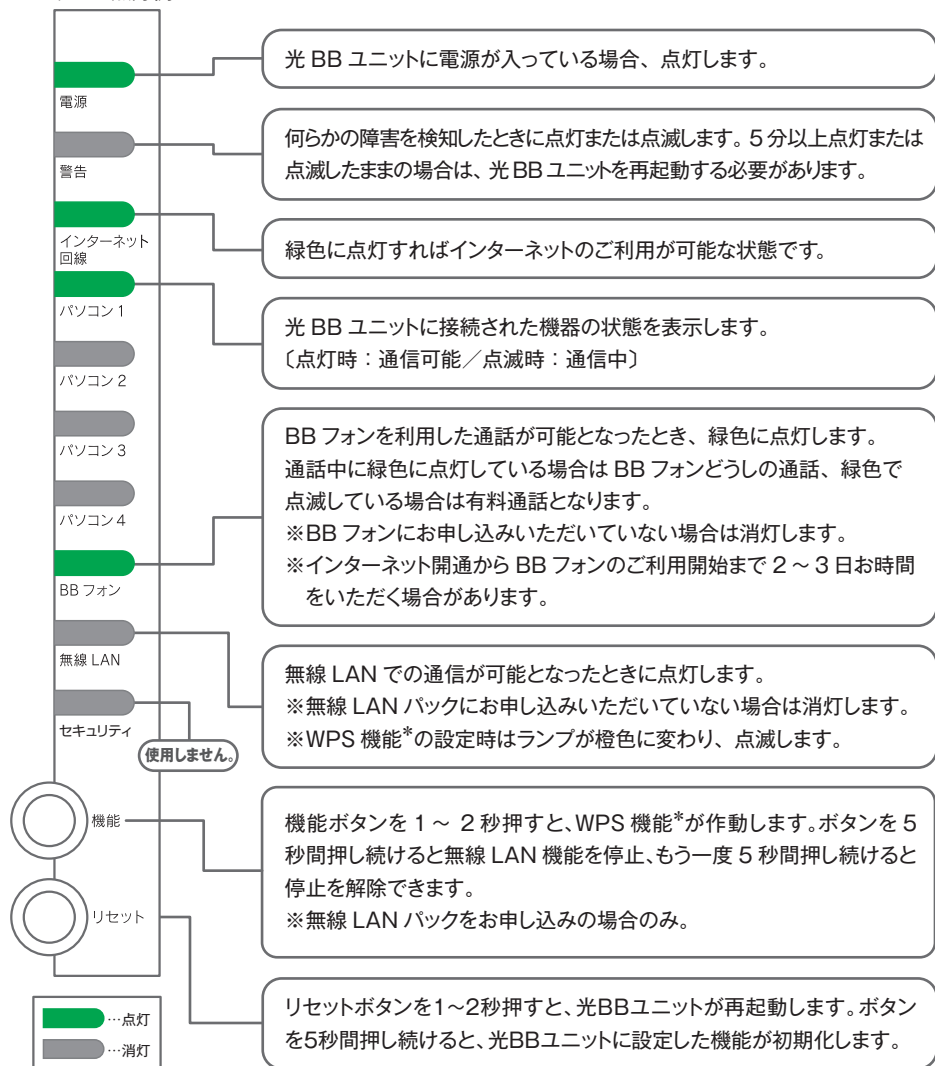 光 BB ユニットに電源が入っている場合、点灯します。
電源
何らかの障害を検知したときに点灯または点滅します。5 分以上点灯または
点滅したままの場合は、光 BB ユニットを再起動する必要があります。
警告
インターネット
回線
緑色に点灯すればインターネットのご利用が可能な状態です。
パソコン 1
光 BB ユニットに接続された機器の状態を表示します。
〔点灯時：通信可能／点滅時：通信中〕
パソコン 2
パソコン 3
パソコン 4
BB フォンを利用した通話が可能となったとき、緑色に点灯します。
通話中に緑色に点灯している場合は BB フォンどうしの通話、緑色で
点滅している場合は有料通話となります。
※BB フォンにお申し込みいただいていない場合は消灯します。
※インターネット開通から BB フォンのご利用開始まで 2 ～ 3 日お時間
をいただく場合があります。
BB フォン
無線 LAN
無線 LAN での通信が可能となったときに点灯します。
※無線 LAN パックにお申し込みいただいていない場合は消灯します。
※WPS 機能*の設定時はランプが橙色に変わり、点滅します。
セキュリティ
使用しません。
機能
機能ボタンを 1 ～ 2 秒押すと、WPS 機能*が作動します。ボタンを 5
秒間押し続けると無線 LAN 機能を停止、もう一度 5 秒間押し続けると
停止を解除できます。
※無線 LAN パックをお申し込みの場合のみ。
リセット
リセットボタンを1～2秒押すと、光BBユニットが再起動します。ボタン
を5秒間押し続けると、光BBユニットに設定した機能が初期化します。
…点灯
…消灯